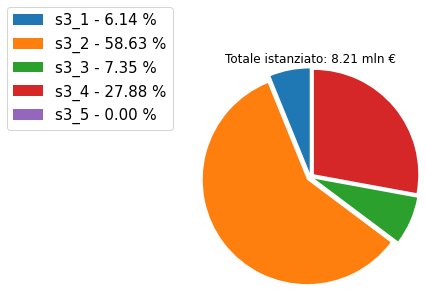 s3_1 - 6.14 %
s3_2 - 58.63 %
s3_3 - 7.35 %
s3_4 - 27.88 %
s3_5 - 0.00 %
Totale istanziato: 8.21 mln €